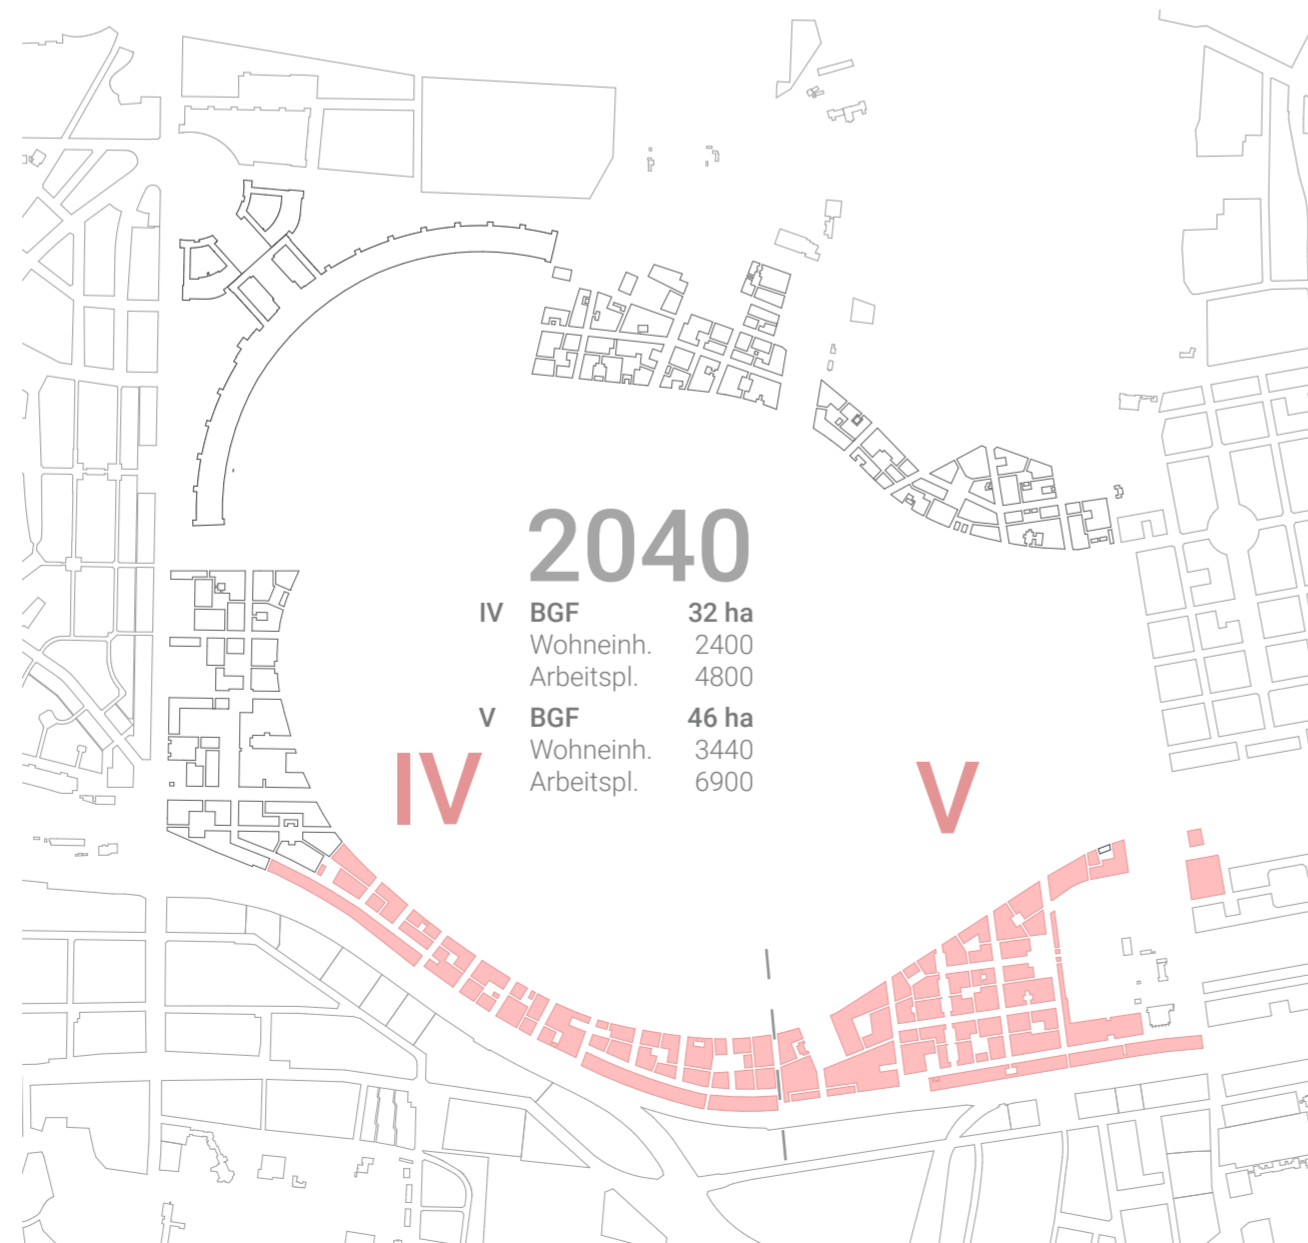 2040
IV BGF 32 ha
Wohneinh. 2400
Arbeitspl. 4800
V BGF 46 ha
Wohneinh. 3440
Arbeitspl. 6900
IV
V